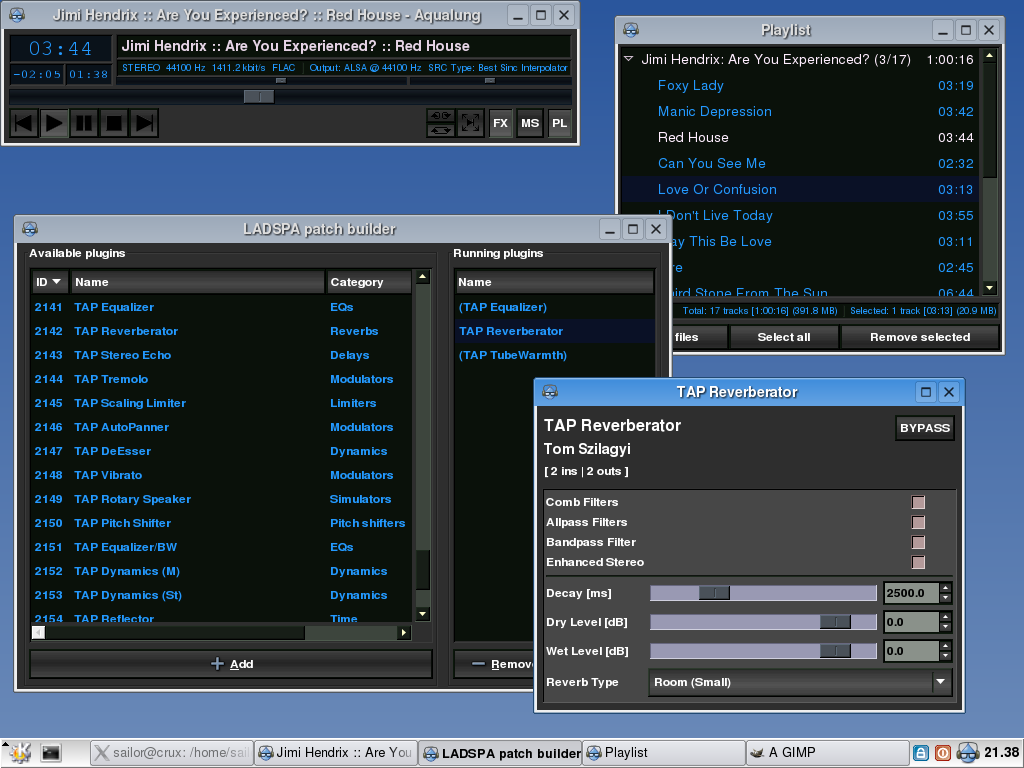 Jimi Hendrix :: Are You Experienced? :: Red House - Aqualung
03:44
-02:05 01:38
Jimi Hendrix :: Are You Experienced? :: Red House
STEREO 44100 Hz 1411.2 kbit/s FLAC Output: ALSA @ 44100 Hz SRC Type: Best Sinc Interpolator
FX MS PL
Playlist
Jimi Hendrix: Are You Experienced? (3/17) 1:00:16
Foxy Lady 03:19
Manic Depression 03:42
Red House 03:44
Can You See Me 02:32
Love Or Confusion 03:13
I Don't Live Today 03:55
ay This Be Love 03:11
re 02:45
ird Stone From The Sun 06:44
Total: 17 tracks [1:00:16] (391.8 MB) Selected: 1 track [03:13] (20.9 MB)
files Select all Remove selected
LADSPA patch builder
Available plugins
ID Name Category
2141 TAP Equalizer EQs
2142 TAP Reverberator Reverbs
2143 TAP Stereo Echo Delays
2144 TAP Tremolo Modulators
2145 TAP Scaling Limiter Limiters
2146 TAP AutoPanner Modulators
2147 TAP DeEsser Dynamics
2148 TAP Vibrato Modulators
2149 TAP Rotary Speaker Simulators
2150 TAP Pitch Shifter Pitch shifters
2151 TAP Equalizer/BW EQs
2152 TAP Dynamics (M) Dynamics
2153 TAP Dynamics (St) Dynamics
2154 TAP Reflector Time
Add
Running plugins
Name
(TAP Equalizer)
TAP Reverberator
(TAP TubeWarmth)
Remov
TAP Reverberator
TAP Reverberator
BYPASS
Tom Szilagyi
[ 2 ins | 2 outs ]
Comb Filters
Allpass Filters
Bandpass Filter
Enhanced Stereo
Decay [ms] 2500.0
Dry Level [dB] 0.0
Wet Level [dB] 0.0
Reverb Type Room (Small)
sailor@crux: /home/sail Jimi Hendrix :: Are You LADSPA patch builder Playlist A GIMP 21.38